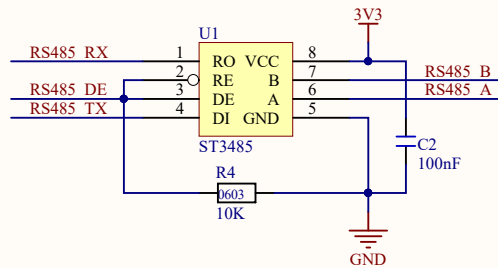 U1
3V3
RS485_RX 1 RO VCC 8
2 RE B 7 RS485_B
RS485_DE 3 DE A 6 RS485_A
RS485_TX 4 DI GND 5
ST3485
C2
100nF
R4
0603
10K
GND